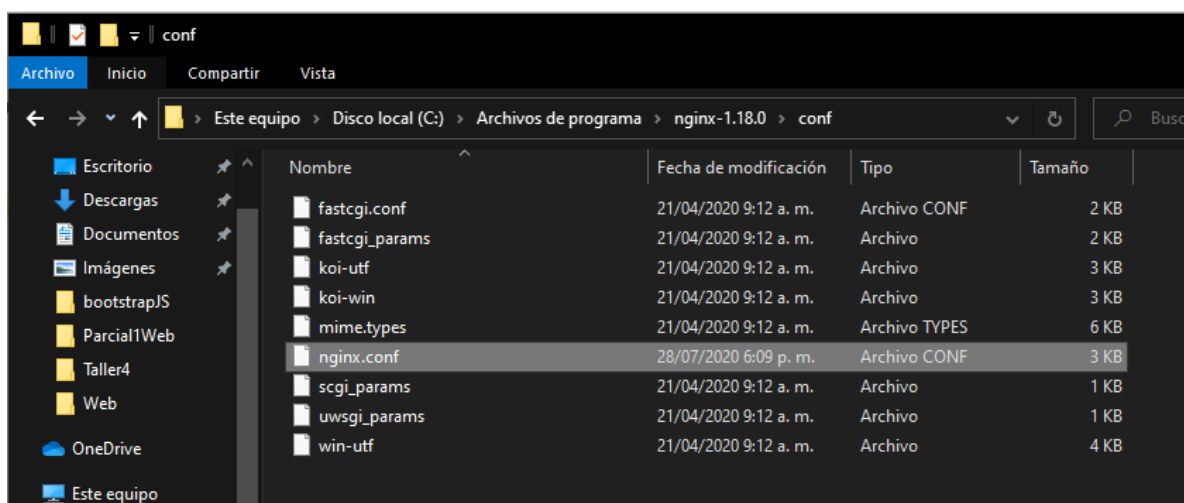 conf
Archivo Inicio Compartir Vista
Este equipo > Disco local (C:) > Archivos de programa > nginx-1.18.0 > conf Busc
Escritorio
Descargas
Documentos
Imágenes
bootstrapJS
Parcial1Web
Taller4
Web
OneDrive
Este equipo
Nombre Fecha de modificación Tipo Tamaño
fastcgi.conf 21/04/2020 9:12 a. m. Archivo CONF 2 KB
fastcgi_params 21/04/2020 9:12 a. m. Archivo 2 KB
koi-utf 21/04/2020 9:12 a. m. Archivo 3 KB
koi-win 21/04/2020 9:12 a. m. Archivo 3 KB
mime.types 21/04/2020 9:12 a. m. Archivo TYPES 6 KB
nginx.conf 28/07/2020 6:09 p. m. Archivo CONF 3 KB
scgi_params 21/04/2020 9:12 a. m. Archivo 1 KB
uwsgi_params 21/04/2020 9:12 a. m. Archivo 1 KB
win-utf 21/04/2020 9:12 a. m. Archivo 4 KB